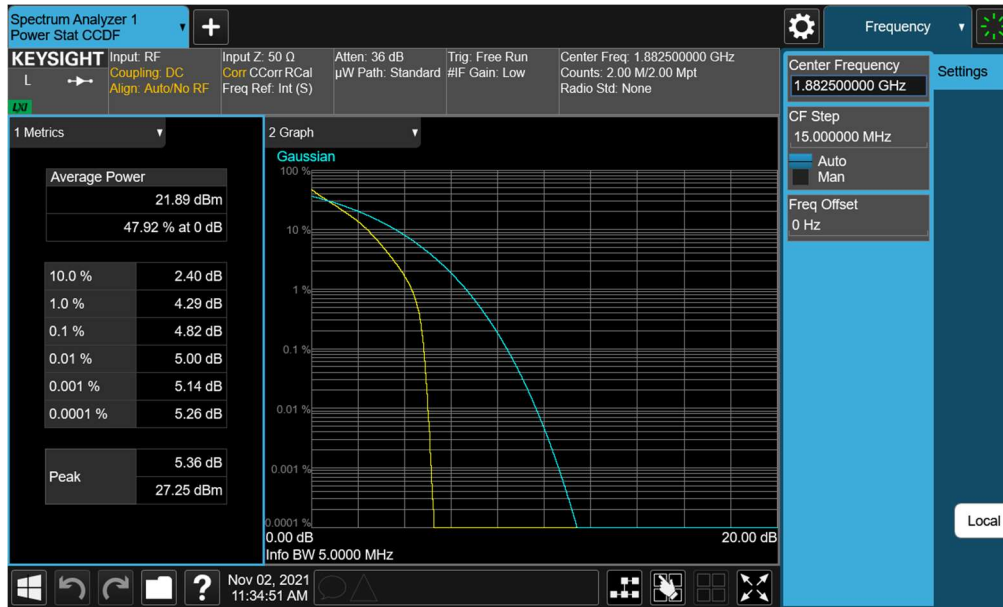 Spectrum Analyzer 1
Power Stat CCDF
+
Frequency
KEYSIGHT
L
LXI
Input: RF
Coupling: DC
Align: Auto/No RF
Input Z: 50 Ω
Corr CCorr RCal
Freq Ref: Int (S)
Atten: 36 dB
µW Path: Standard
Trig: Free Run
#IF Gain: Low
Center Freq: 1.882500000 GHz
Counts: 2.00 M/2.00 Mpt
Radio Std: None
Center Frequency
1.882500000 GHz
Settings
CF Step
15.000000 MHz
Auto
Man
Freq Offset
0 Hz
Local
1 Metrics
Average Power
21.89 dBm
47.92 % at 0 dB
10.0 % 2.40 dB
1.0 % 4.29 dB
0.1 % 4.82 dB
0.01 % 5.00 dB
0.001 % 5.14 dB
0.0001 % 5.26 dB
Peak
5.36 dB
27.25 dBm
2 Graph
Gaussian
100 %
10 %
1 %
0.1 %
0.01 %
0.001 %
0.0001 %
0.00 dB 20.00 dB
Info BW 5.0000 MHz
?
Nov 02, 2021
11:34:51 AM